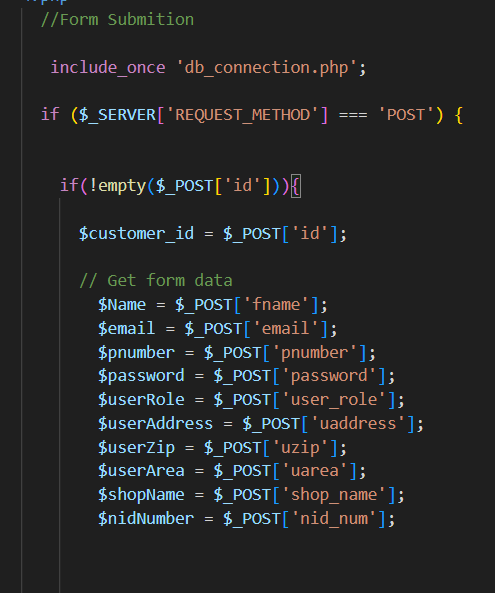 //Form Submition
include_once 'db_connection.php';
if ($_SERVER['REQUEST_METHOD'] === 'POST') {
if(!empty($_POST['id'])){
$customer_id = $_POST['id'];
// Get form data
$Name = $_POST['fname'];
$email = $_POST['email'];
$pnumber = $_POST['pnumber'];
$password = $_POST['password'];
$userRole = $_POST['user_role'];
$userAddress = $_POST['uaddress'];
$userZip = $_POST['uzip'];
$userArea = $_POST['uarea'];
$shopName = $_POST['shop_name'];
$nidNumber = $_POST['nid_num'];